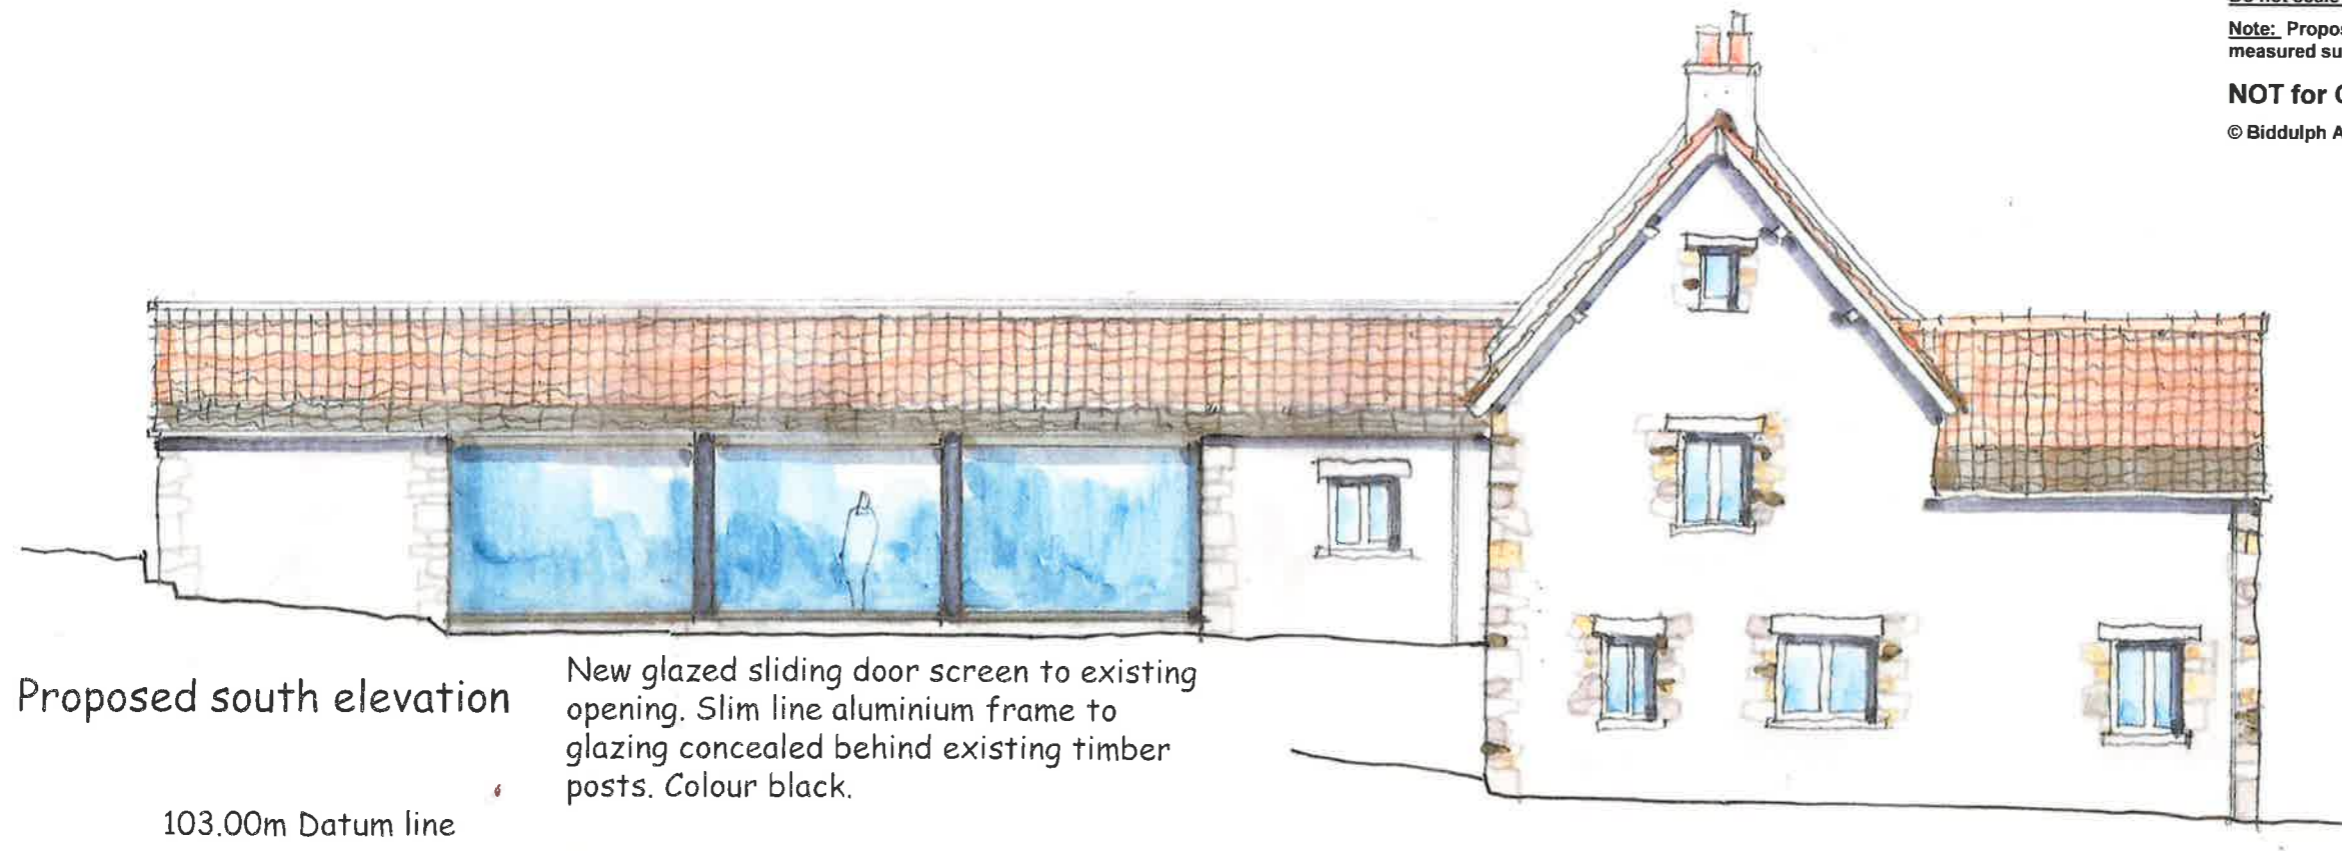 Note: Propos
measured su
NOT for C
© Biddulph A
Proposed south elevation
New glazed sliding door screen to existing
opening. Slim line aluminium frame to
glazing concealed behind existing timber
posts. Colour black.
103.00m Datum line